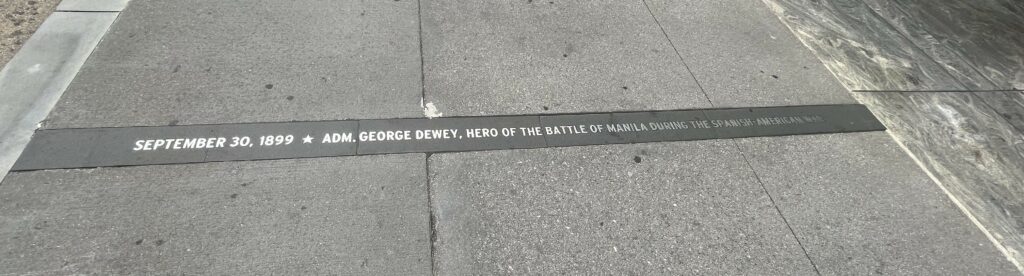 SEPTEMBER 30, 1899 ★ ADM. GEORGE DEWEY, HERO OF THE BATTLE OF MANILA DURING THE SPANISH-AMERICAN WAR